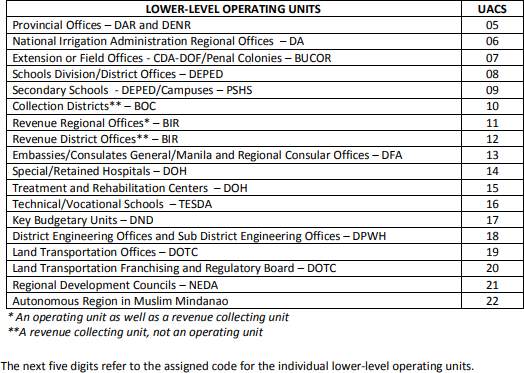 LOWER-LEVEL OPERATING UNITS UACS
Provincial Offices – DAR and DENR 05
National Irrigation Administration Regional Offices – DA 06
Extension or Field Offices - CDA-DOF/Penal Colonies – BUCOR 07
Schools Division/District Offices – DEPED 08
Secondary Schools - DEPED/Campuses – PSHS 09
Collection Districts** – BOC 10
Revenue Regional Offices* – BIR 11
Revenue District Offices** – BIR 12
Embassies/Consulates General/Manila and Regional Consular Offices – DFA 13
Special/Retained Hospitals – DOH 14
Treatment and Rehabilitation Centers – DOH 15
Technical/Vocational Schools – TESDA 16
Key Budgetary Units – DND 17
District Engineering Offices and Sub District Engineering Offices – DPWH 18
Land Transportation Offices – DOTC 19
Land Transportation Franchising and Regulatory Board – DOTC 20
Regional Development Councils – NEDA 21
Autonomous Region in Muslim Mindanao 22
* An operating unit as well as a revenue collecting unit
**A revenue collecting unit, not an operating unit
The next five digits refer to the assigned code for the individual lower-level operating units.